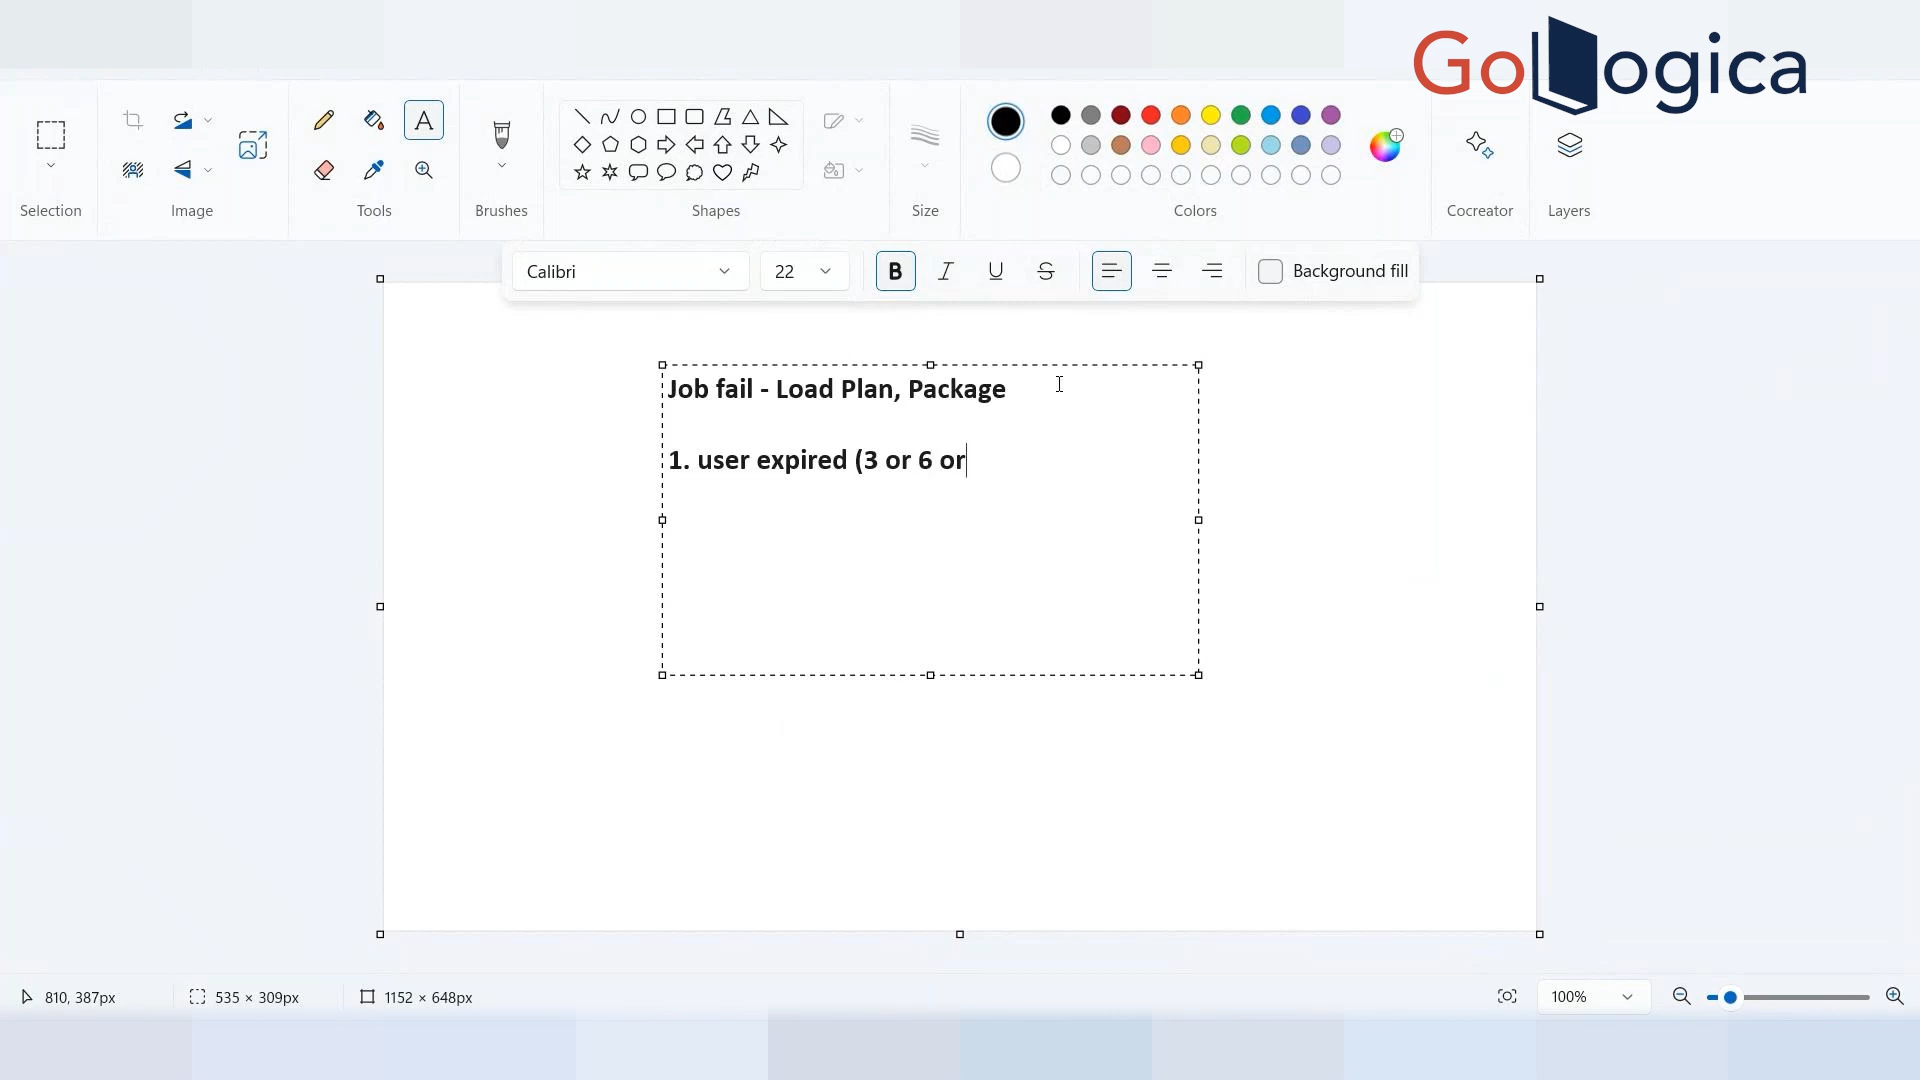 GoLogica
Selection
Image
Tools
Brushes
Shapes
Size
Colors
Cocreator
Layers
Calibri
22
B
I
U
S
Background fill
Job fail - Load Plan, Package
1. user expired (3 or 6 or
810, 387px
535 × 309px
1152 × 648px
100%